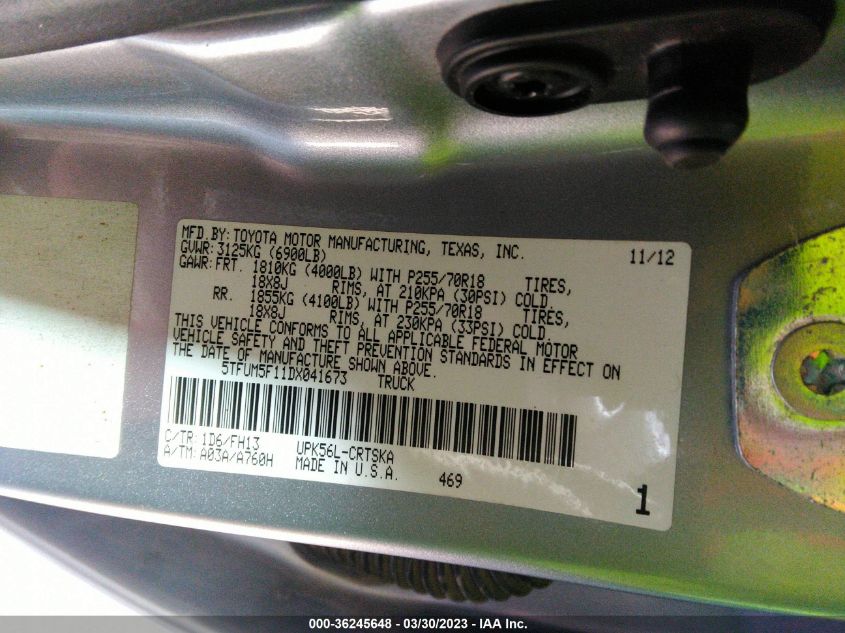 MFD.BY:TOYOTA MOTOR MANUFACTURING, TEXAS, INC. 11/12
GVWR:3125KG (6900LB)
GAWR:FRT. 1810KG (4000LB) WITH P255/70R18 TIRES,
18X8J RIMS, AT 210KPA (30PSI) COLD
RR. 1855KG (4100LB) WITH P255/70R18 TIRES,
18X8J RIMS, AT 230KPA (33PSI) COLD
THIS VEHICLE CONFORMS TO ALL APPLICABLE FEDERAL MOTOR
VEHICLE SAFETY AND THEFT PREVENTION STANDARDS IN EFFECT ON
THE DATE OF MANUFACTURE SHOWN ABOVE.
5TFUM5F11DX041673 TRUCK
C/TR:1D6/FH13 UPK56L-CRTSKA
A/TM:A03A/A760H MADE IN U.S.A. 469
1
000-36245648 / 03/30/2023 - IAA Inc.